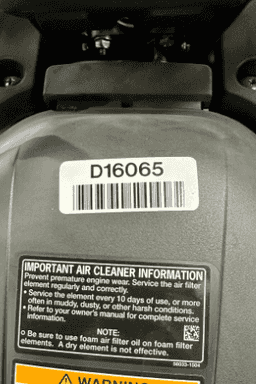 D16065
IMPORTANT AIR CLEANER INFORMATION
Prevent premature engine wear. Service the air filter
element regularly and correctly.
• Service the element every 10 days of use, or more
often in muddy, dusty, or other harsh conditions.
• Refer to your owner's manual for complete service
information.
NOTE:
○ Be sure to use foam air filter oil on foam filter
elements. A dry element is not effective.
56033-1504
WARNING